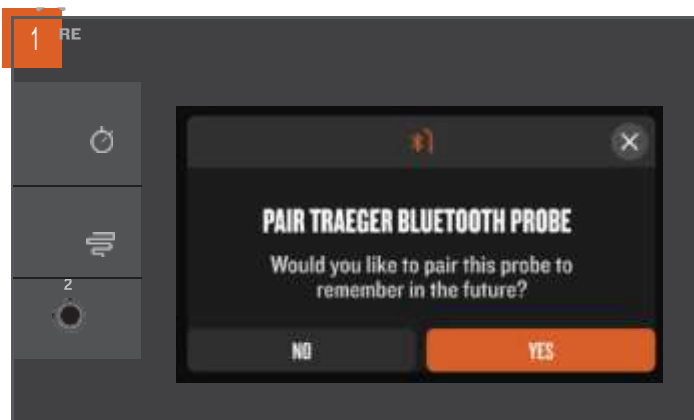 1
RE
PAIR TRAEGER BLUETOOTH PROBE
Would you like to pair this probe to
remember in the future?
2
NO
YES